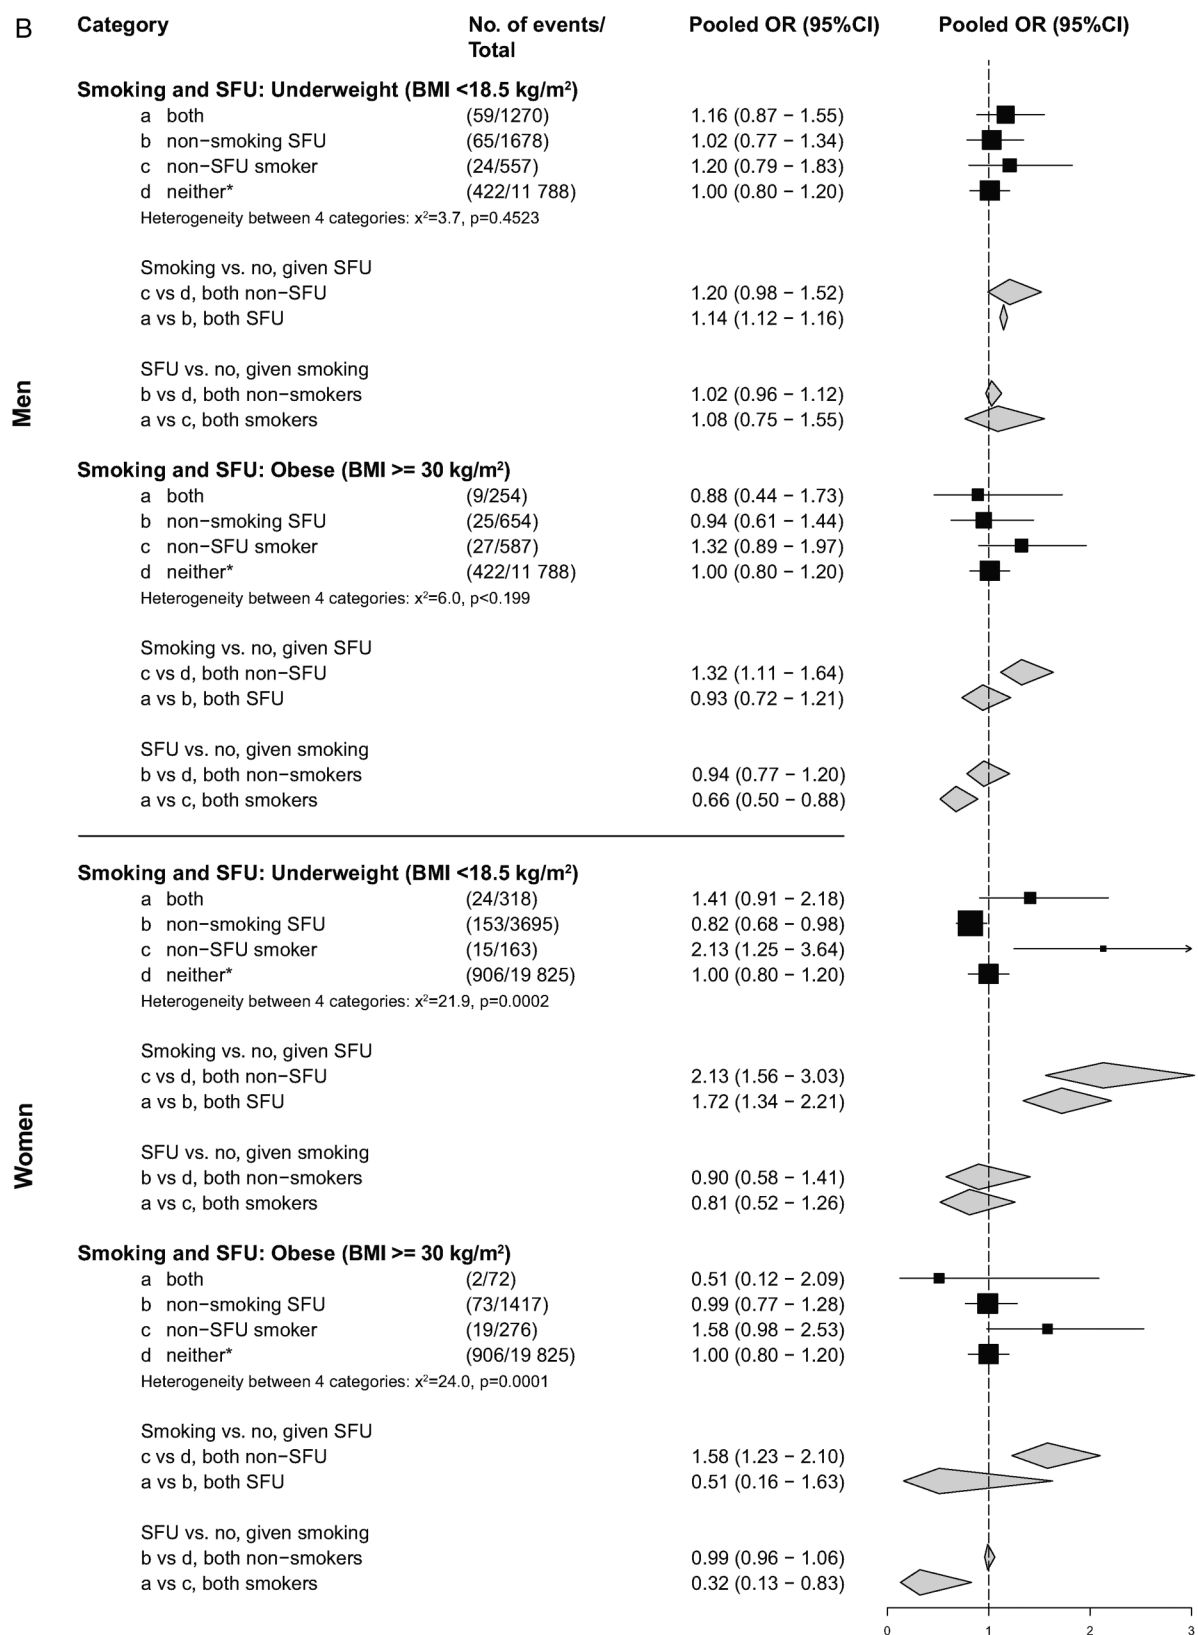 B
Category No. of events/ Pooled OR (95%CI) Pooled OR (95%CI)
Total
Men
Smoking and SFU: Underweight (BMI <18.5 kg/m²)
a both (59/1270) 1.16 (0.87 − 1.55)
b non−smoking SFU (65/1678) 1.02 (0.77 − 1.34)
c non−SFU smoker (24/557) 1.20 (0.79 − 1.83)
d neither* (422/11 788) 1.00 (0.80 − 1.20)
Heterogeneity between 4 categories: x²=3.7, p=0.4523
Smoking vs. no, given SFU
c vs d, both non−SFU 1.20 (0.98 − 1.52)
a vs b, both SFU 1.14 (1.12 − 1.16)
SFU vs. no, given smoking
b vs d, both non−smokers 1.02 (0.96 − 1.12)
a vs c, both smokers 1.08 (0.75 − 1.55)
Smoking and SFU: Obese (BMI >= 30 kg/m²)
a both (9/254) 0.88 (0.44 − 1.73)
b non−smoking SFU (25/654) 0.94 (0.61 − 1.44)
c non−SFU smoker (27/587) 1.32 (0.89 − 1.97)
d neither* (422/11 788) 1.00 (0.80 − 1.20)
Heterogeneity between 4 categories: x²=6.0, p<0.199
Smoking vs. no, given SFU
c vs d, both non−SFU 1.32 (1.11 − 1.64)
a vs b, both SFU 0.93 (0.72 − 1.21)
SFU vs. no, given smoking
b vs d, both non−smokers 0.94 (0.77 − 1.20)
a vs c, both smokers 0.66 (0.50 − 0.88)
Women
Smoking and SFU: Underweight (BMI <18.5 kg/m²)
a both (24/318) 1.41 (0.91 − 2.18)
b non−smoking SFU (153/3695) 0.82 (0.68 − 0.98)
c non−SFU smoker (15/163) 2.13 (1.25 − 3.64)
d neither* (906/19 825) 1.00 (0.80 − 1.20)
Heterogeneity between 4 categories: x²=21.9, p=0.0002
Smoking vs. no, given SFU
c vs d, both non−SFU 2.13 (1.56 − 3.03)
a vs b, both SFU 1.72 (1.34 − 2.21)
SFU vs. no, given smoking
b vs d, both non−smokers 0.90 (0.58 − 1.41)
a vs c, both smokers 0.81 (0.52 − 1.26)
Smoking and SFU: Obese (BMI >= 30 kg/m²)
a both (2/72) 0.51 (0.12 − 2.09)
b non−smoking SFU (73/1417) 0.99 (0.77 − 1.28)
c non−SFU smoker (19/276) 1.58 (0.98 − 2.53)
d neither* (906/19 825) 1.00 (0.80 − 1.20)
Heterogeneity between 4 categories: x²=24.0, p=0.0001
Smoking vs. no, given SFU
c vs d, both non−SFU 1.58 (1.23 − 2.10)
a vs b, both SFU 0.51 (0.16 − 1.63)
SFU vs. no, given smoking
b vs d, both non−smokers 0.99 (0.96 − 1.06)
a vs c, both smokers 0.32 (0.13 − 0.83)
0 1 2 3